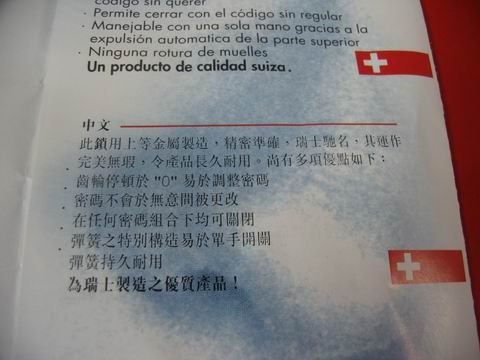 código sin querer
· Permite cerrar con el código sin regular
· Manejable con una sola mano gracias a la
expulsión automatica de la parte superior
· Ninguna rotura de muelles
Un producto de calidad suiza.
中文
此鎖用上等金屬製造，精密準確，瑞士馳名，其運作
完美無瑕，令產品長久耐用。尚有多項優點如下：
· 齒輪停頓於 "0" 易於調整密碼
· 密碼不會於無意間被更改
· 在任何密碼組合下均可關閉
· 彈簧之特別構造易於單手開關
· 彈簧持久耐用
為瑞士製造之優質產品！